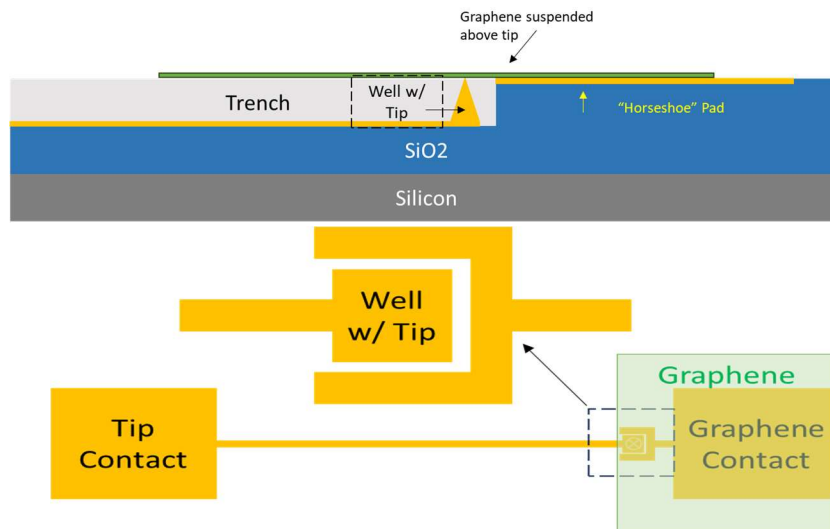 Graphene suspended
above tip
Trench
Well w/
Tip
"Horseshoe" Pad
SiO2
Silicon
Well
w/ Tip
Graphene
Tip
Contact
Graphene
Contact